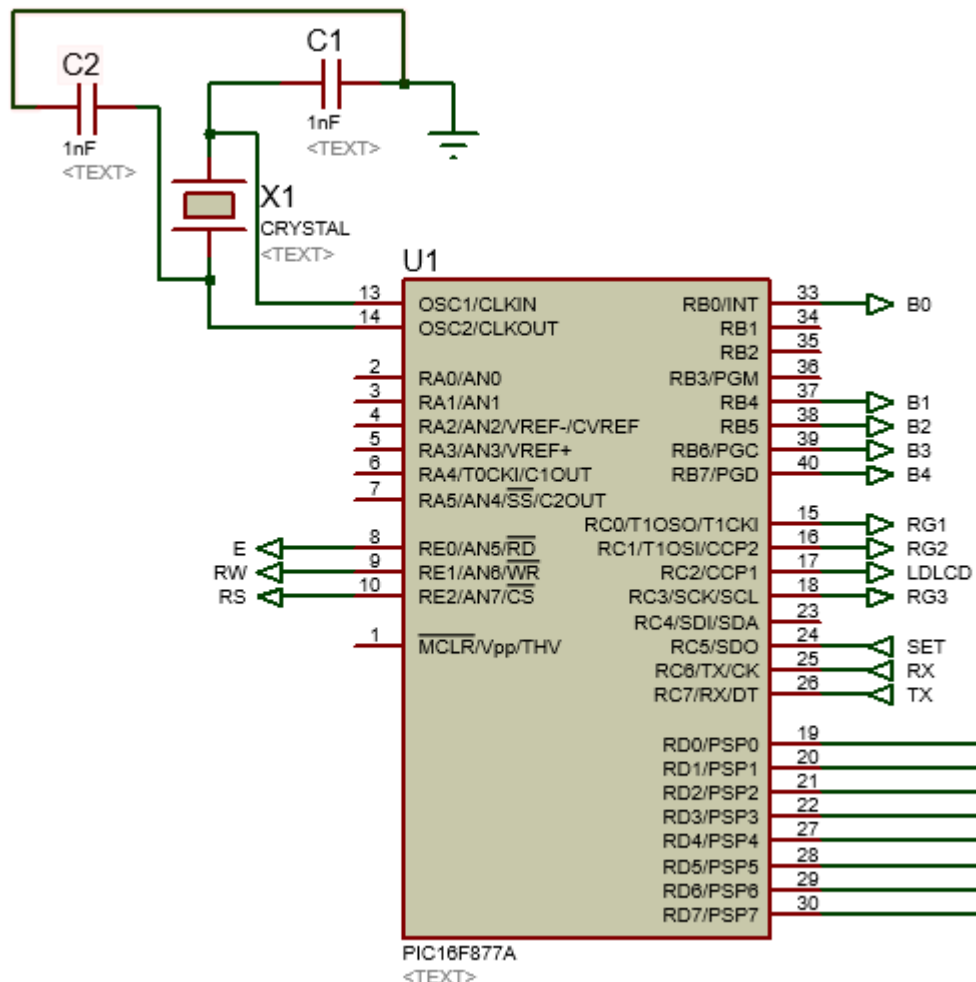 C1
C2
1nF
<TEXT>
1nF
<TEXT>
X1
CRYSTAL
<TEXT>
U1
13 OSC1/CLKIN RB0/INT 33 B0
14 OSC2/CLKOUT RB1 34
RB2 35
2 RA0/AN0 RB3/PGM 36
3 RA1/AN1 RB4 37 B1
4 RA2/AN2/VREF-/CVREF RB5 38 B2
5 RA3/AN3/VREF+ RB6/PGC 39 B3
6 RA4/T0CKI/C1OUT RB7/PGD 40 B4
7 RA5/AN4/SS/C2OUT
RC0/T1OSO/T1CKI 15 RG1
E 8 RE0/AN5/RD RC1/T1OSI/CCP2 16 RG2
RW 9 RE1/AN6/WR RC2/CCP1 17 LDLCD
RS 10 RE2/AN7/CS RC3/SCK/SCL 18 RG3
RC4/SDI/SDA 23
1 MCLR/Vpp/THV RC5/SDO 24 SET
RC6/TX/CK 25 RX
RC7/RX/DT 26 TX
RD0/PSP0 19
RD1/PSP1 20
RD2/PSP2 21
RD3/PSP3 22
RD4/PSP4 27
RD5/PSP5 28
RD6/PSP6 29
RD7/PSP7 30
PIC16F877A
<TEXT>